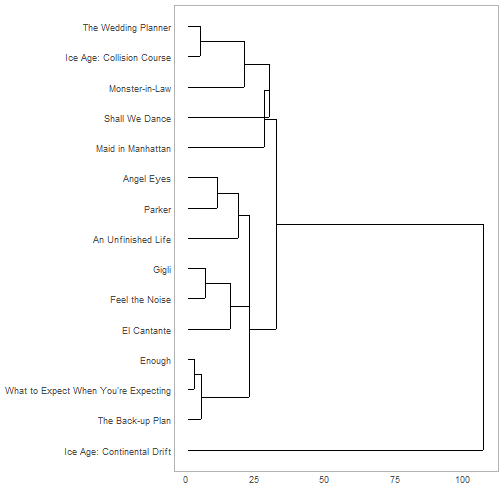 The Wedding Planner
Ice Age: Collision Course
Monster-in-Law
Shall We Dance
Maid in Manhattan
Angel Eyes
Parker
An Unfinished Life
Gigli
Feel the Noise
El Cantante
Enough
What to Expect When You're Expecting
The Back-up Plan
Ice Age: Continental Drift
0 25 50 75 100